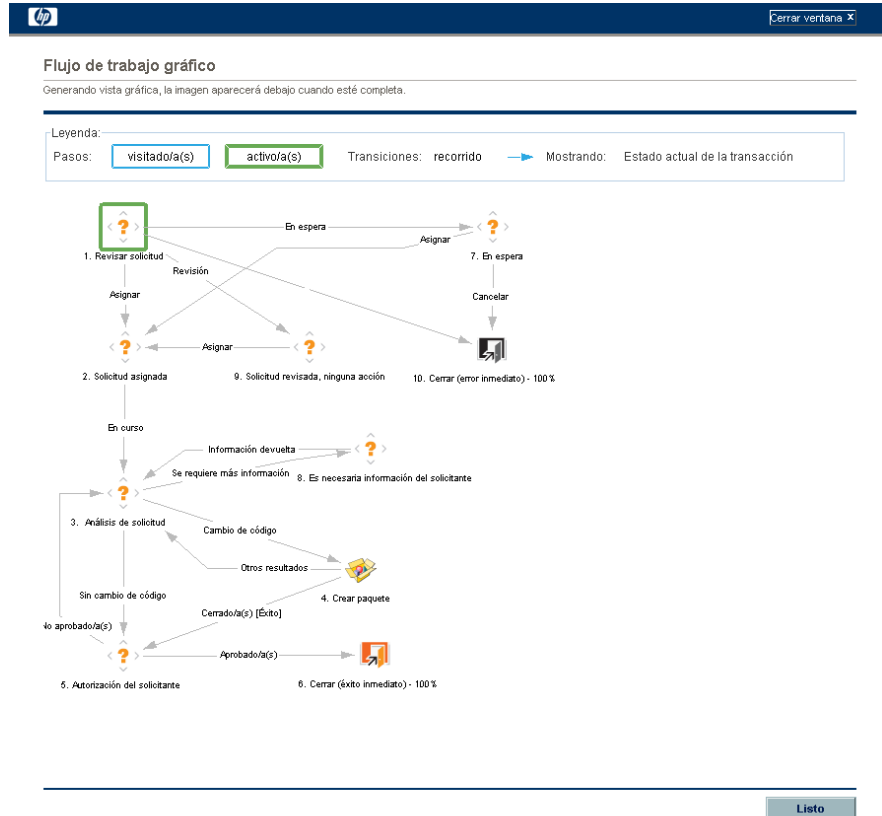 hp
Cerrar ventana x
Flujo de trabajo gráfico
Generando vista gráfica, la imagen aparecerá debajo cuando esté completa.
Leyenda:
Pasos: visitado/a(s) activo/a(s) Transiciones: recorrido Mostrando: Estado actual de la transacción
En espera
Asignar
1. Revisar solicitud
7. En espera
Revisión
Asignar
Cancelar
Asignar
2. Solicitud asignada
9. Solicitud revisada, ninguna acción
10. Cerrar (error inmediato) - 100 %
En curso
Información devuelta
Se requiere más información
8. Es necesaria información del solicitante
3. Análisis de solicitud
Cambio de código
Otros resultados
Sin cambio de código
4. Crear paquete
Cerrado/a(s) [Éxito]
No aprobado/a(s)
Aprobado/a(s)
5. Autorización del solicitante
6. Cerrar (éxito inmediato) - 100 %
Listo